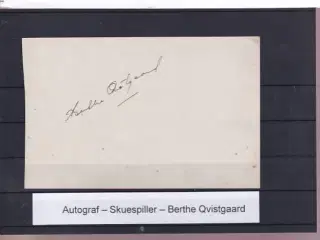 Berthe Qvistgaard
Autograf – Skuespiller – Berthe Qvistgaard